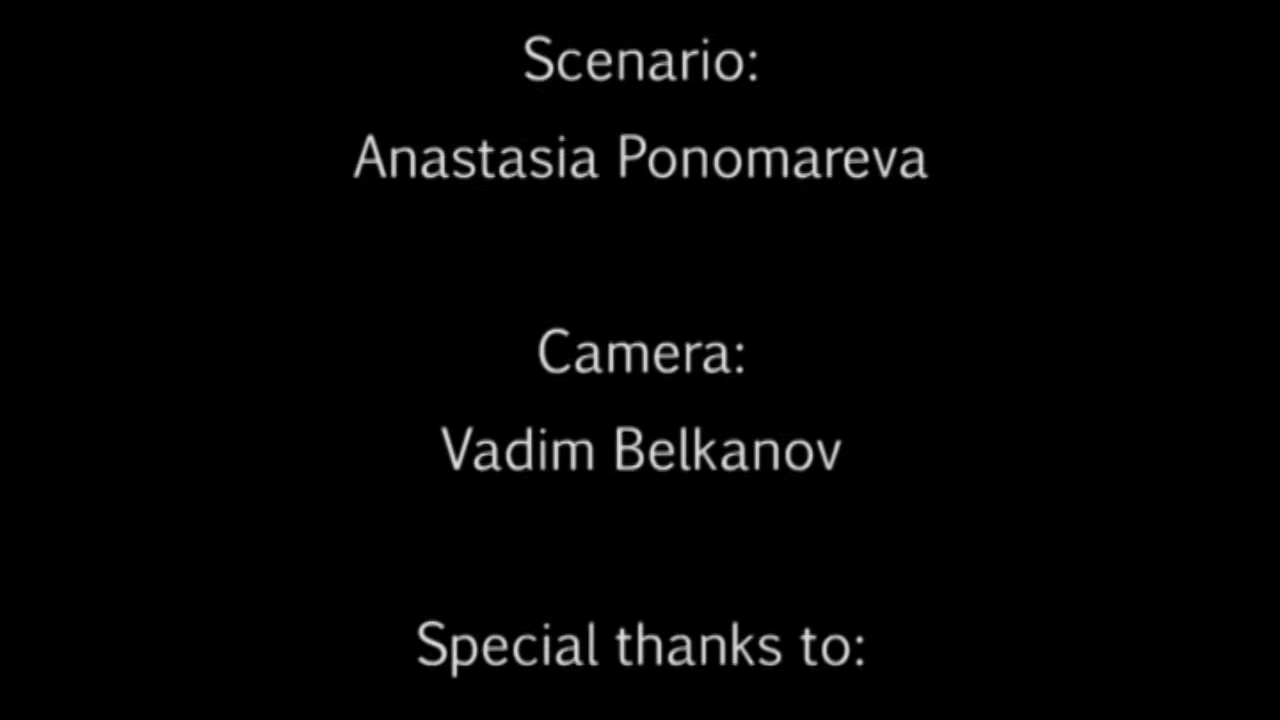 Scenario:
Anastasia Ponomareva
Camera:
Vadim Belkanov
Special thanks to: